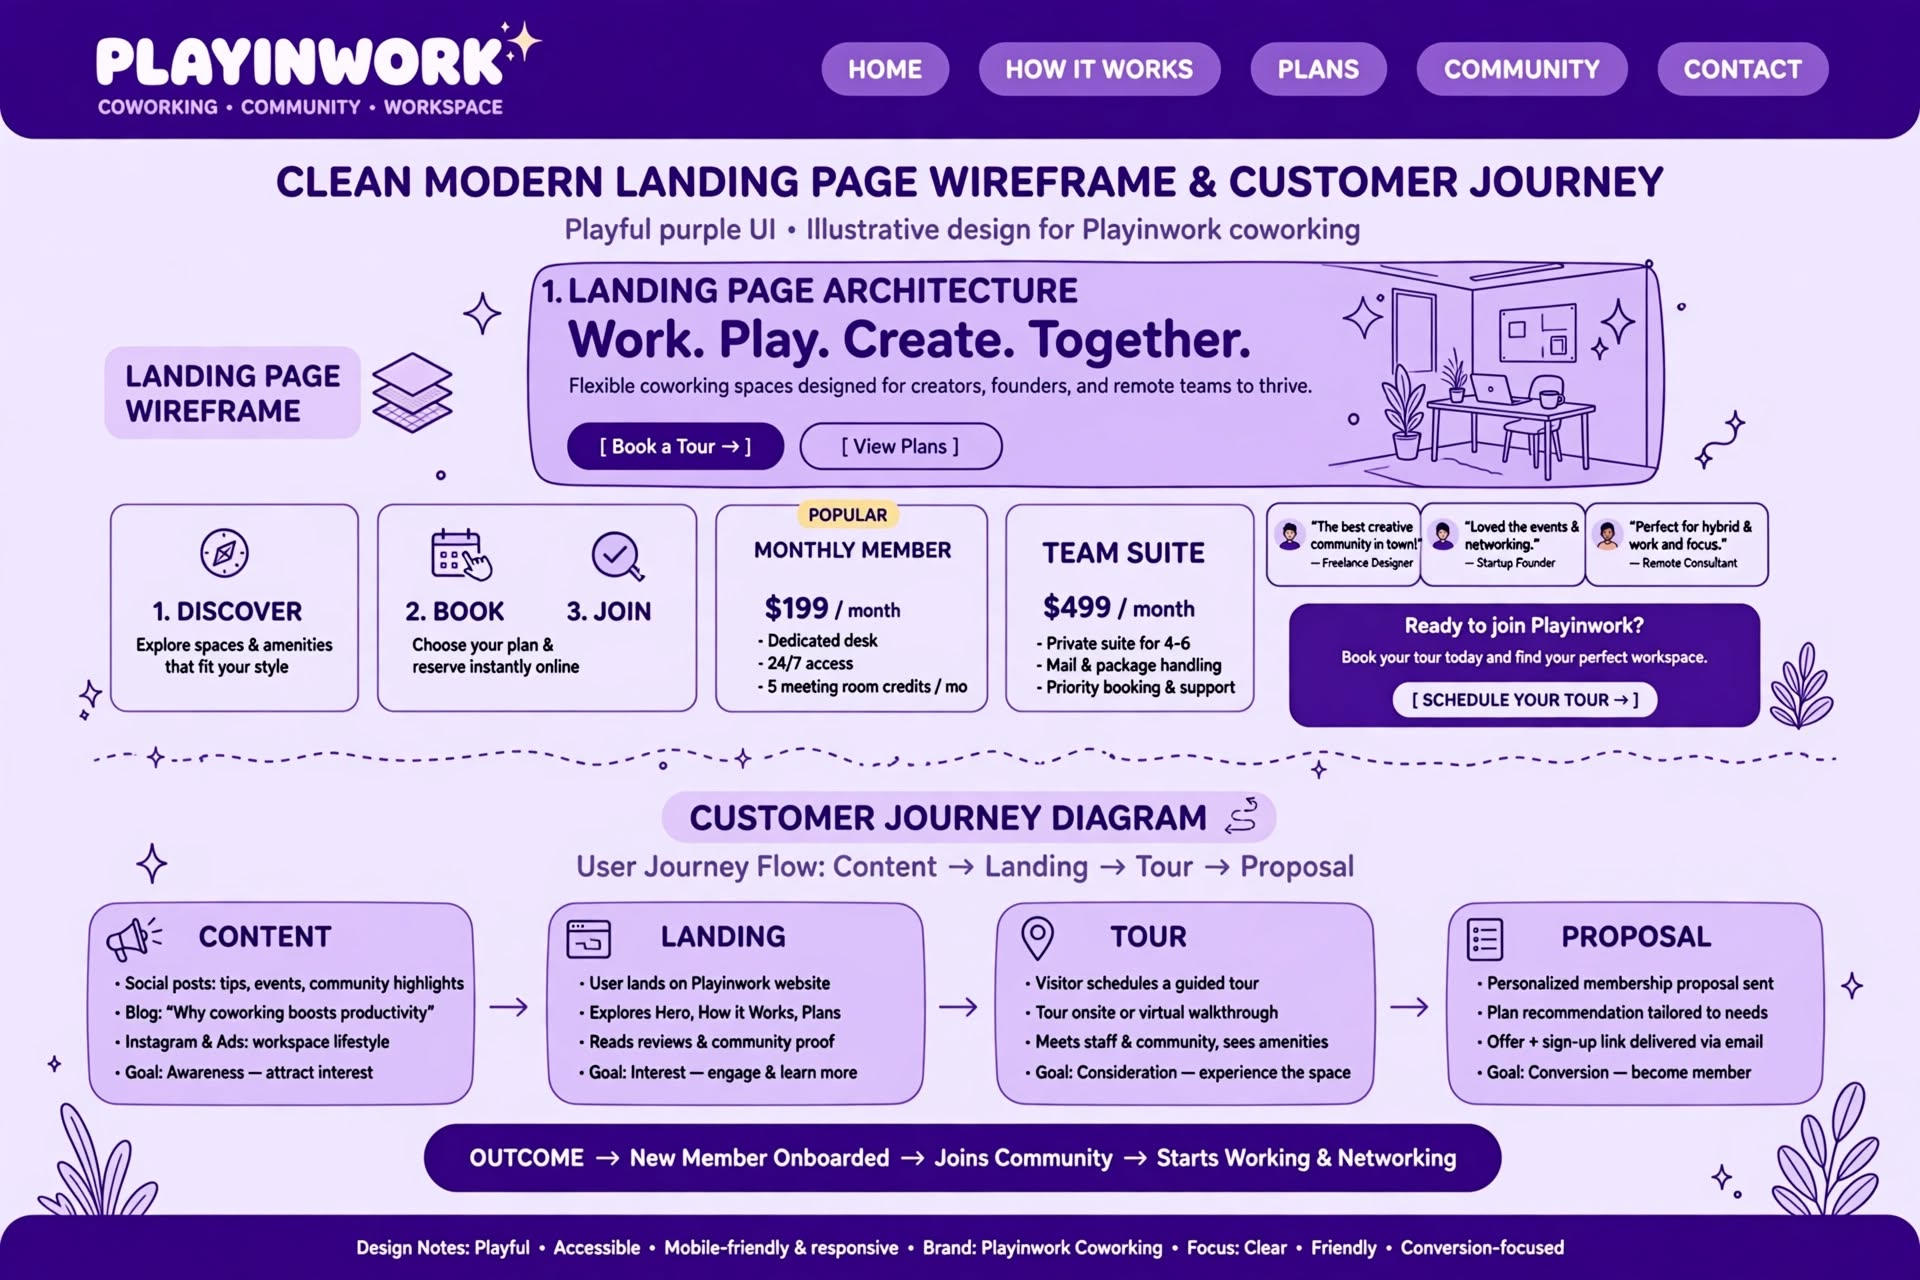 PLAYINWORK
COWORKING • COMMUNITY • WORKSPACE
HOME
HOW IT WORKS
PLANS
COMMUNITY
CONTACT
CLEAN MODERN LANDING PAGE WIREFRAME & CUSTOMER JOURNEY
Playful purple UI • Illustrative design for Playinwork coworking
LANDING PAGE
WIREFRAME
1. LANDING PAGE ARCHITECTURE
Work. Play. Create. Together.
Flexible coworking spaces designed for creators, founders, and remote teams to thrive.
[ Book a Tour → ]
[ View Plans ]
1. DISCOVER
Explore spaces & amenities
that fit your style
2. BOOK
Choose your plan &
reserve instantly online
3. JOIN
POPULAR
MONTHLY MEMBER
$199 / month
- Dedicated desk
- 24/7 access
- 5 meeting room credits / mo
TEAM SUITE
$499 / month
- Private suite for 4-6
- Mail & package handling
- Priority booking & support
"The best creative
community in town!"
— Freelance Designer
"Loved the events &
networking."
— Startup Founder
"Perfect for hybrid &
work and focus."
— Remote Consultant
Ready to join Playinwork?
Book your tour today and find your perfect workspace.
[ SCHEDULE YOUR TOUR → ]
CUSTOMER JOURNEY DIAGRAM
User Journey Flow: Content → Landing → Tour → Proposal
CONTENT
• Social posts: tips, events, community highlights
• Blog: "Why coworking boosts productivity"
• Instagram & Ads: workspace lifestyle
• Goal: Awareness — attract interest
LANDING
• User lands on Playinwork website
• Explores Hero, How it Works, Plans
• Reads reviews & community proof
• Goal: Interest — engage & learn more
TOUR
• Visitor schedules a guided tour
• Tour onsite or virtual walkthrough
• Meets staff & community, sees amenities
• Goal: Consideration — experience the space
PROPOSAL
• Personalized membership proposal sent
• Plan recommendation tailored to needs
• Offer + sign-up link delivered via email
• Goal: Conversion — become member
OUTCOME → New Member Onboarded → Joins Community → Starts Working & Networking
Design Notes: Playful • Accessible • Mobile-friendly & responsive • Brand: Playinwork Coworking • Focus: Clear • Friendly • Conversion-focused